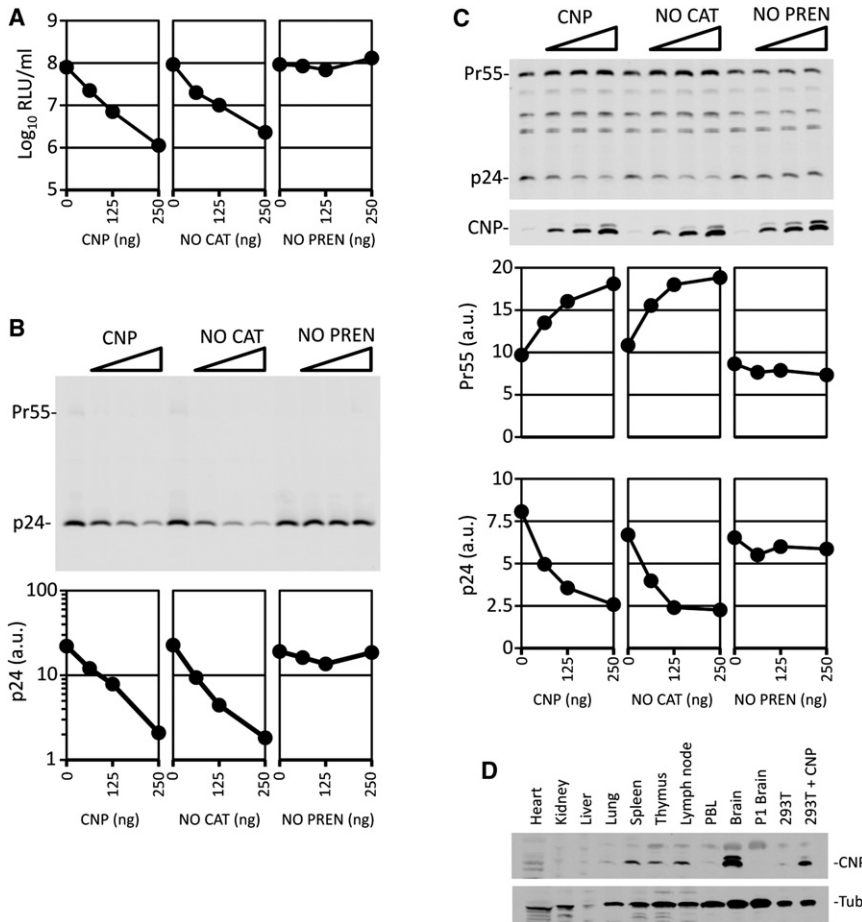 A
9
8
7
6
5
Log10 RLU/ml
0
125
250
0
125
250
0
125
250
CNP (ng)
NO CAT (ng)
NO PREN (ng)
B
CNP
NO CAT
NO PREN
Pr55-
p24-
100
10
1
p24 (a.u.)
0
125
250
0
125
250
0
125
250
CNP (ng)
NO CAT (ng)
NO PREN (ng)
C
CNP
NO CAT
NO PREN
Pr55-
p24-
CNP-
20
15
10
5
0
Pr55 (a.u.)
10
7.5
5
2.5
0
p24 (a.u.)
0
125
250
0
125
250
0
125
250
CNP (ng)
NO CAT (ng)
NO PREN (ng)
D
Heart
Kidney
Liver
Lung
Spleen
Thymus
Lymph node
PBL
Brain
P1 Brain
293T
293T + CNP
-CNP
-Tub